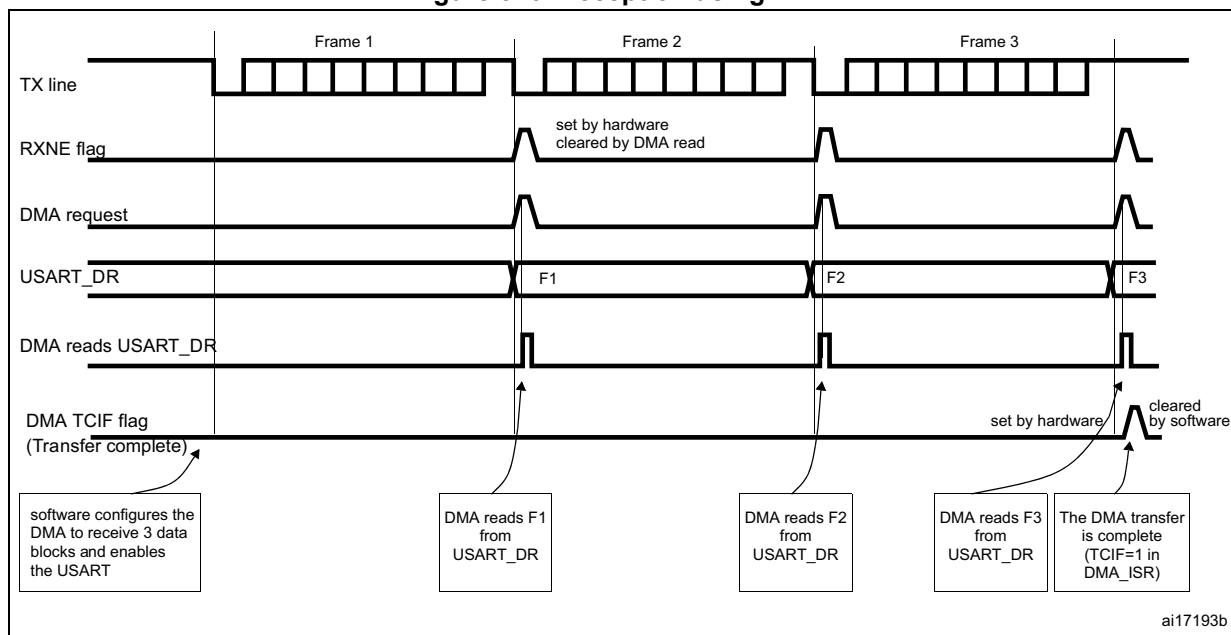 Frame 1 Frame 2 Frame 3
TX line
set by hardware
cleared by DMA read
RXNE flag
DMA request
USART_DR
F1 F2 F3
DMA reads USART_DR
DMA TCIF flag
(Transfer complete)
set by hardware
cleared
by software
software configures the
DMA to receive 3 data
blocks and enables
the USART
DMA reads F1
from
USART_DR
DMA reads F2
from
USART_DR
DMA reads F3
from
USART_DR
The DMA transfer
is complete
(TCIF=1 in
DMA_ISR)
ai17193b